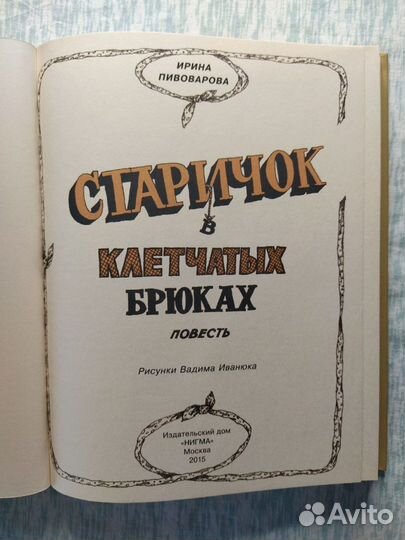 ИРИНА
ПИВОВАРОВА
СТАРИЧОК
В
КЛЕТЧАТЫХ
БРЮКАХ
ПОВЕСТЬ
Рисунки Вадима Иванюка
Издательский дом
«НИГМА»
Москва
2015
Avito